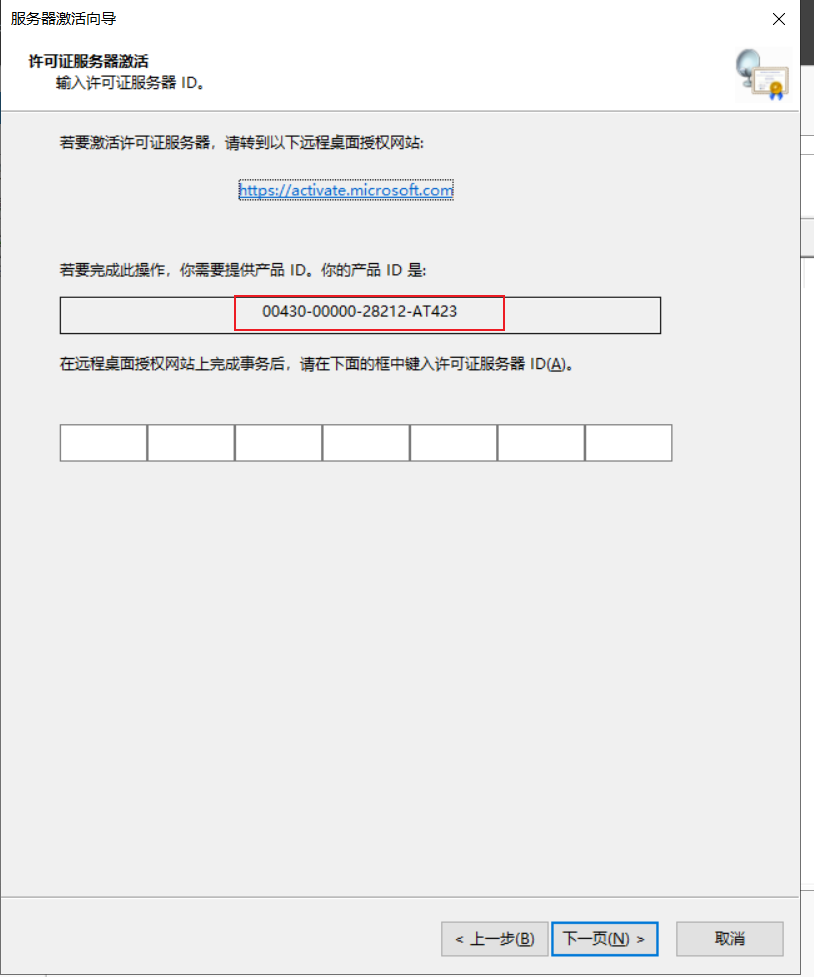 服务器激活向导
许可证服务器激活
输入许可证服务器 ID。
若要激活许可证服务器，请转到以下远程桌面授权网站:
https://activate.microsoft.com
若要完成此操作，你需要提供产品 ID。你的产品 ID 是:
00430-00000-28212-AT423
在远程桌面授权网站上完成事务后，请在下面的框中键入许可证服务器 ID(A)。
< 上一步(B) 下一页(N) > 取消